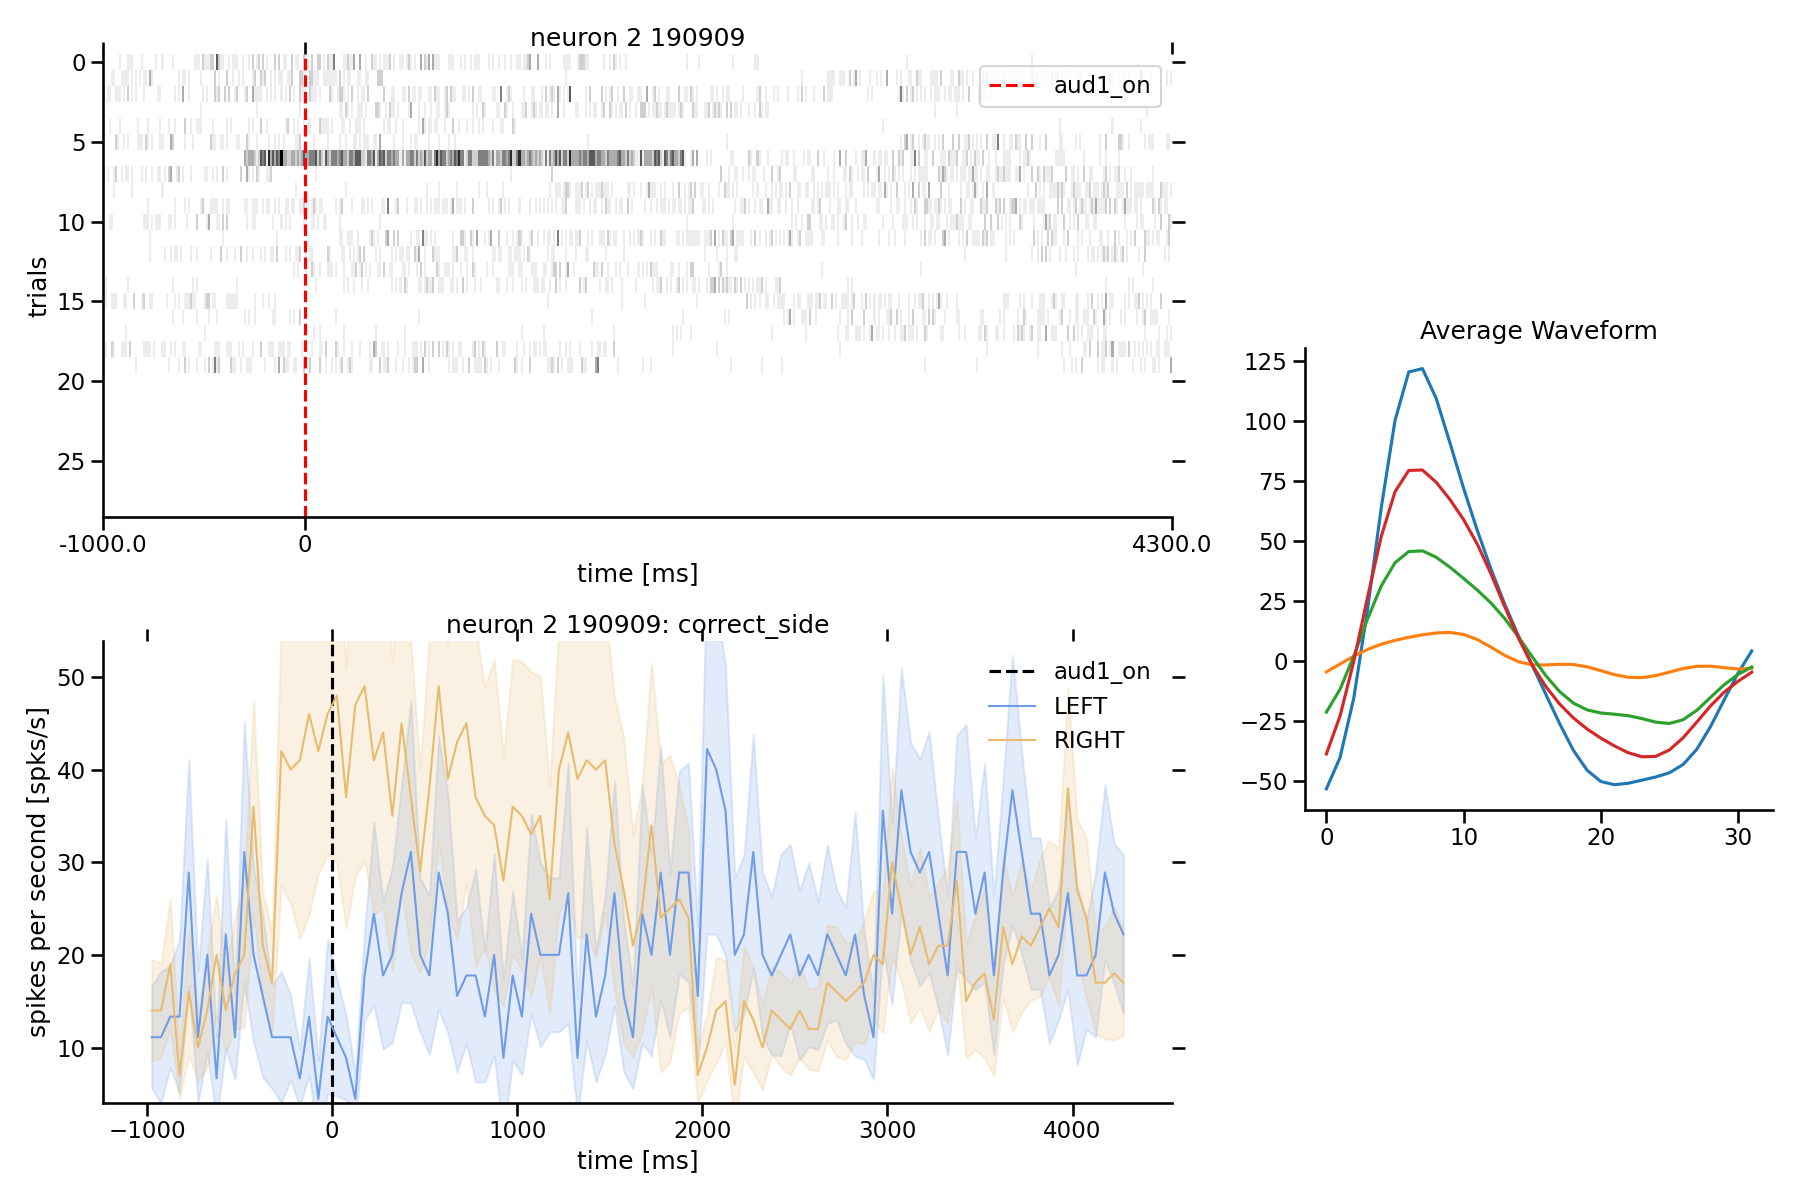 neuron 2 190909
aud1_on
trials
0
5
10
15
20
25
-1000.0
0
4300.0
time [ms]
neuron 2 190909: correct_side
aud1_on
LEFT
RIGHT
spikes per second [spks/s]
50
40
30
20
10
−1000
0
1000
2000
3000
4000
time [ms]
Average Waveform
125
100
75
50
25
0
−25
−50
0
10
20
30